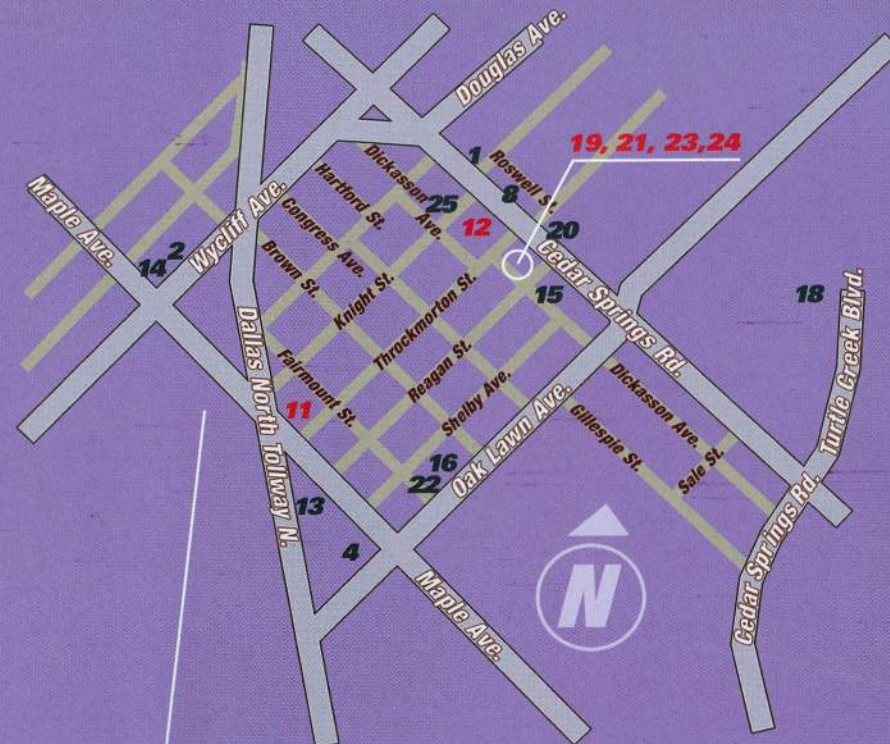 Douglas Ave.
19, 21, 23,24
1
Roswell St.
Dickasson
Ave.
Hartford St.
8
25
12
20
Maple Ave.
Congress Ave.
Wycliff Ave.
2
14
Brown St.
Knight St.
Cedar Springs Rd.
15
18
Throckmorton St.
Turtle Creek Blvd.
Dallas North Tollway N.
Fairmount St.
Reagan St.
Shelby Ave.
Dickasson Ave.
11
Oak Lawn Ave.
Gillespie St.
16
22
Sale St.
13
4
Cedar Springs Rd.
Maple Ave.
N